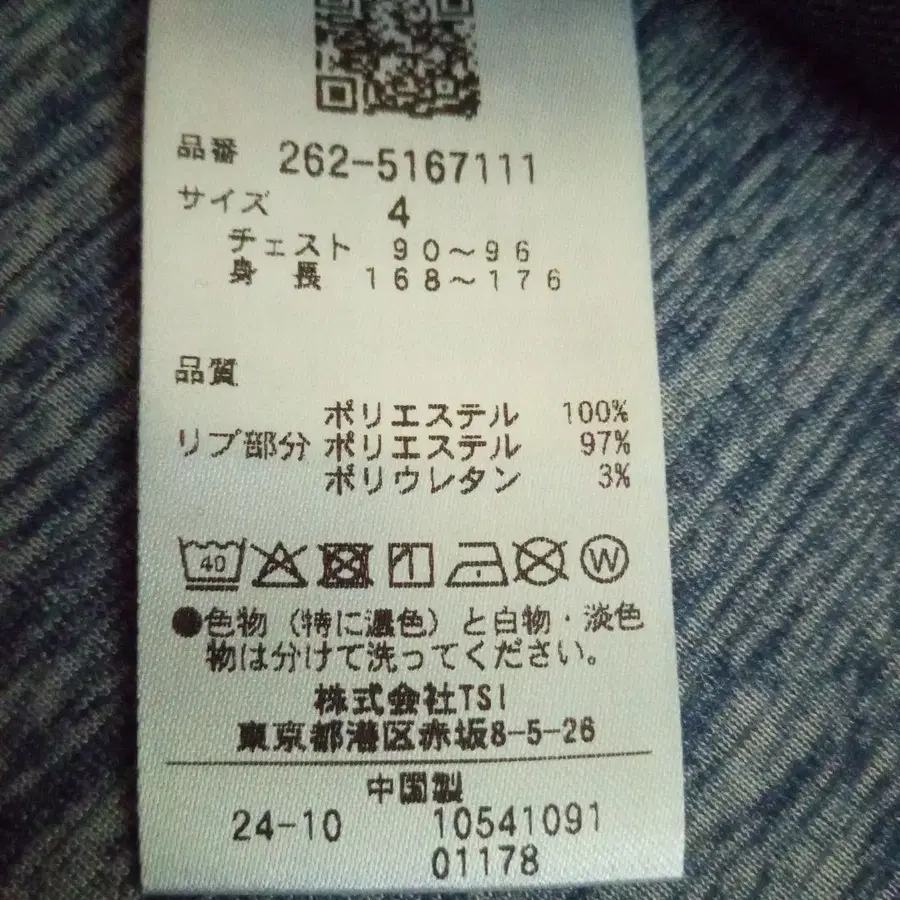 品番 262-5167111
サイズ 4
チェスト 90～96
身長 168～176
品質
ポリエステル 100%
リブ部分 ポリエステル 97%
ポリウレタン 3%
40 W
●色物（特に濃色）と白物・淡色
物は分けて洗ってください。
株式会社TSI
東京都港区赤坂8-5-26
中国製
24-10 10541091
01178